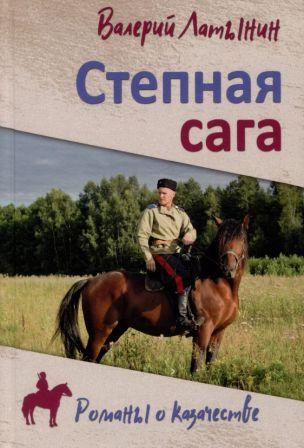 Валерий Латынин
Степная
сага
Романы о казачестве